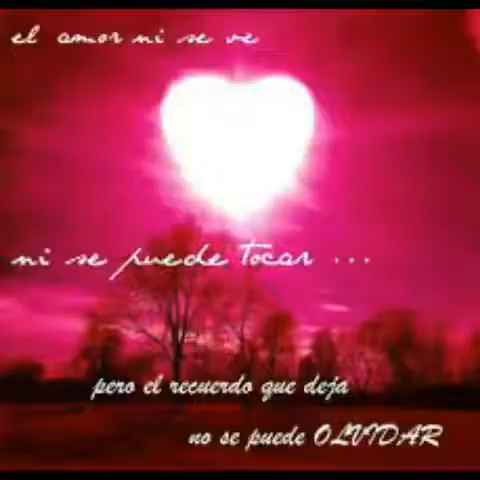 el amor ni se ve
ni se puede tocar ...
pero el recuerdo que deja
no se puede OLVIDAR